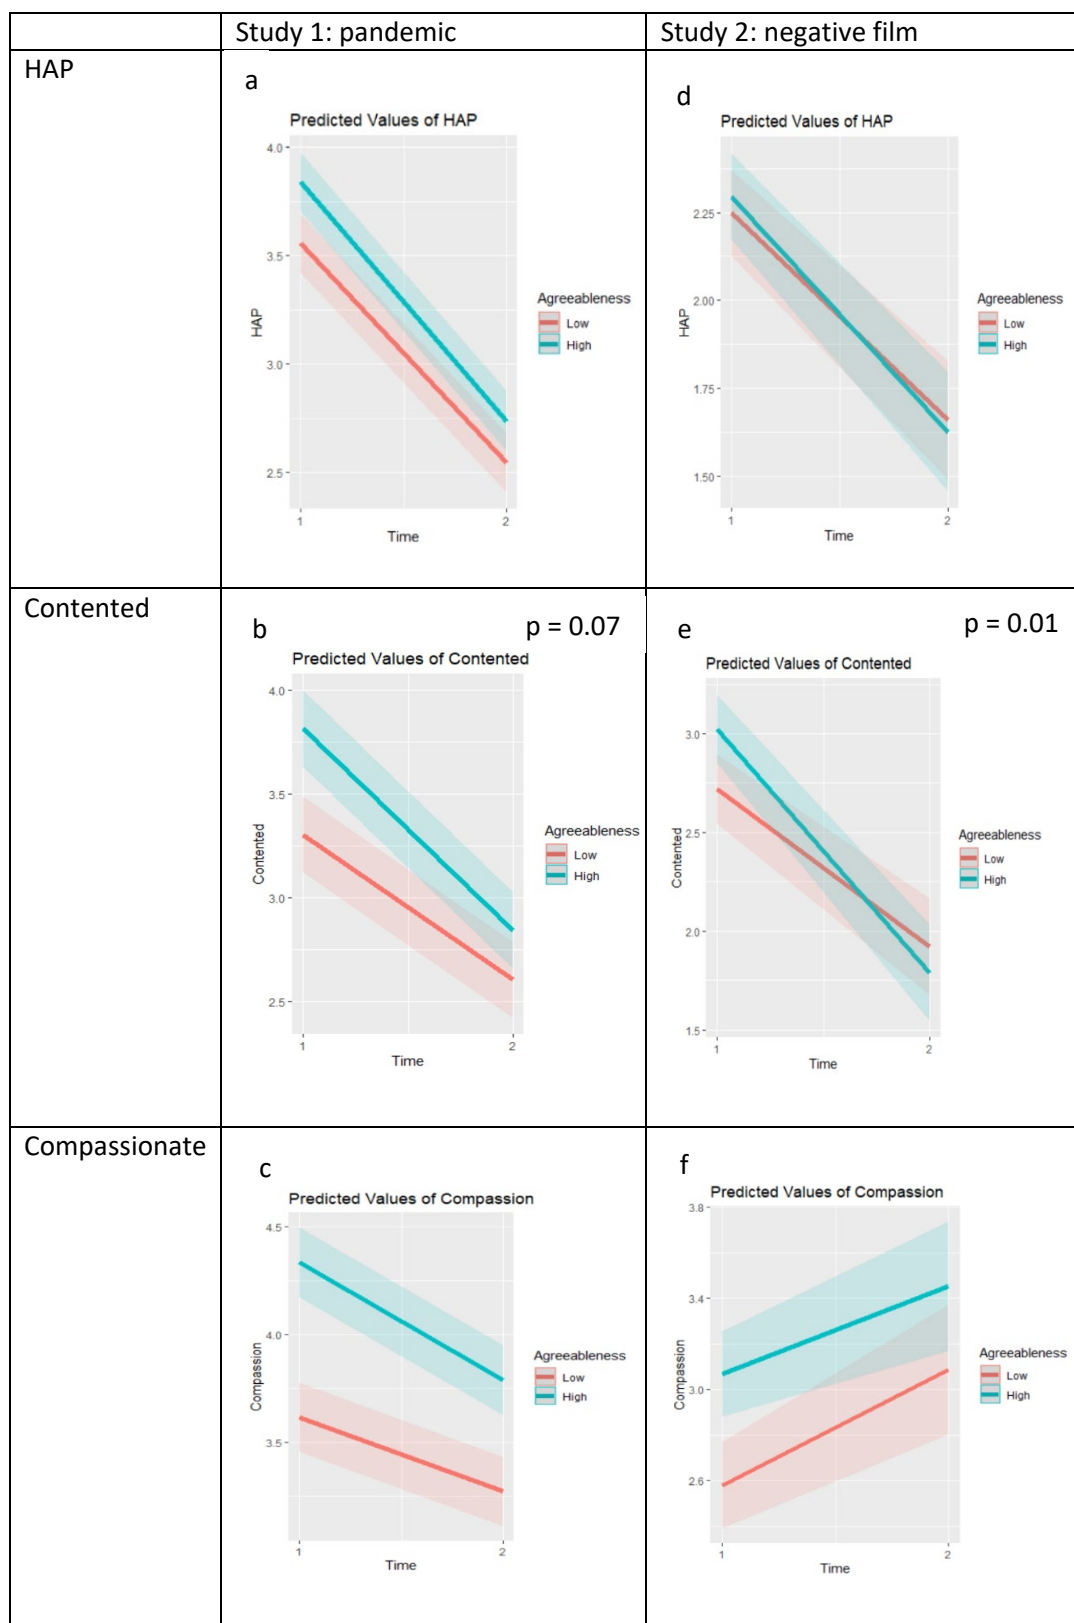 Study 1: pandemic
Study 2: negative film
HAP
a
Predicted Values of HAP
4.0
3.5
3.0
2.5
HAP
1
2
Time
Agreeableness
Low
High
d
Predicted Values of HAP
2.25
2.00
1.75
1.50
HAP
1
2
Time
Agreeableness
Low
High
Contented
b
p = 0.07
Predicted Values of Contented
4.0
3.5
3.0
2.5
Contented
1
2
Time
Agreeableness
Low
High
e
p = 0.01
Predicted Values of Contented
3.0
2.5
2.0
1.5
Contented
1
2
Time
Agreeableness
Low
High
Compassionate
c
Predicted Values of Compassion
4.5
4.0
3.5
Compassion
1
2
Time
Agreeableness
Low
High
f
Predicted Values of Compassion
3.8
3.4
3.0
2.6
Compassion
1
2
Time
Agreeableness
Low
High